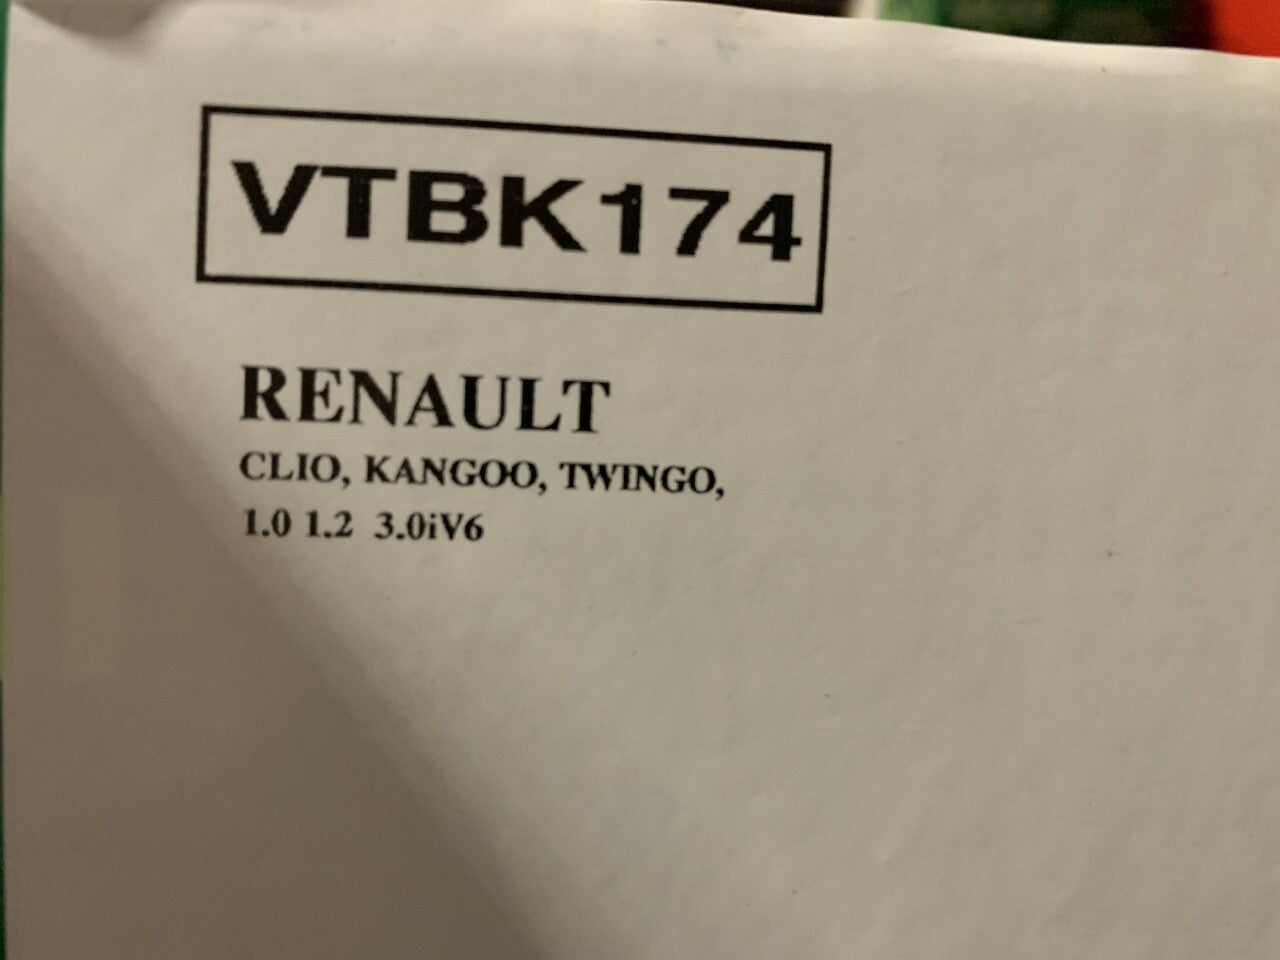 VTBK174
RENAULT
CLIO, KANGOO, TWINGO,
1.0 1.2 3.0iV6